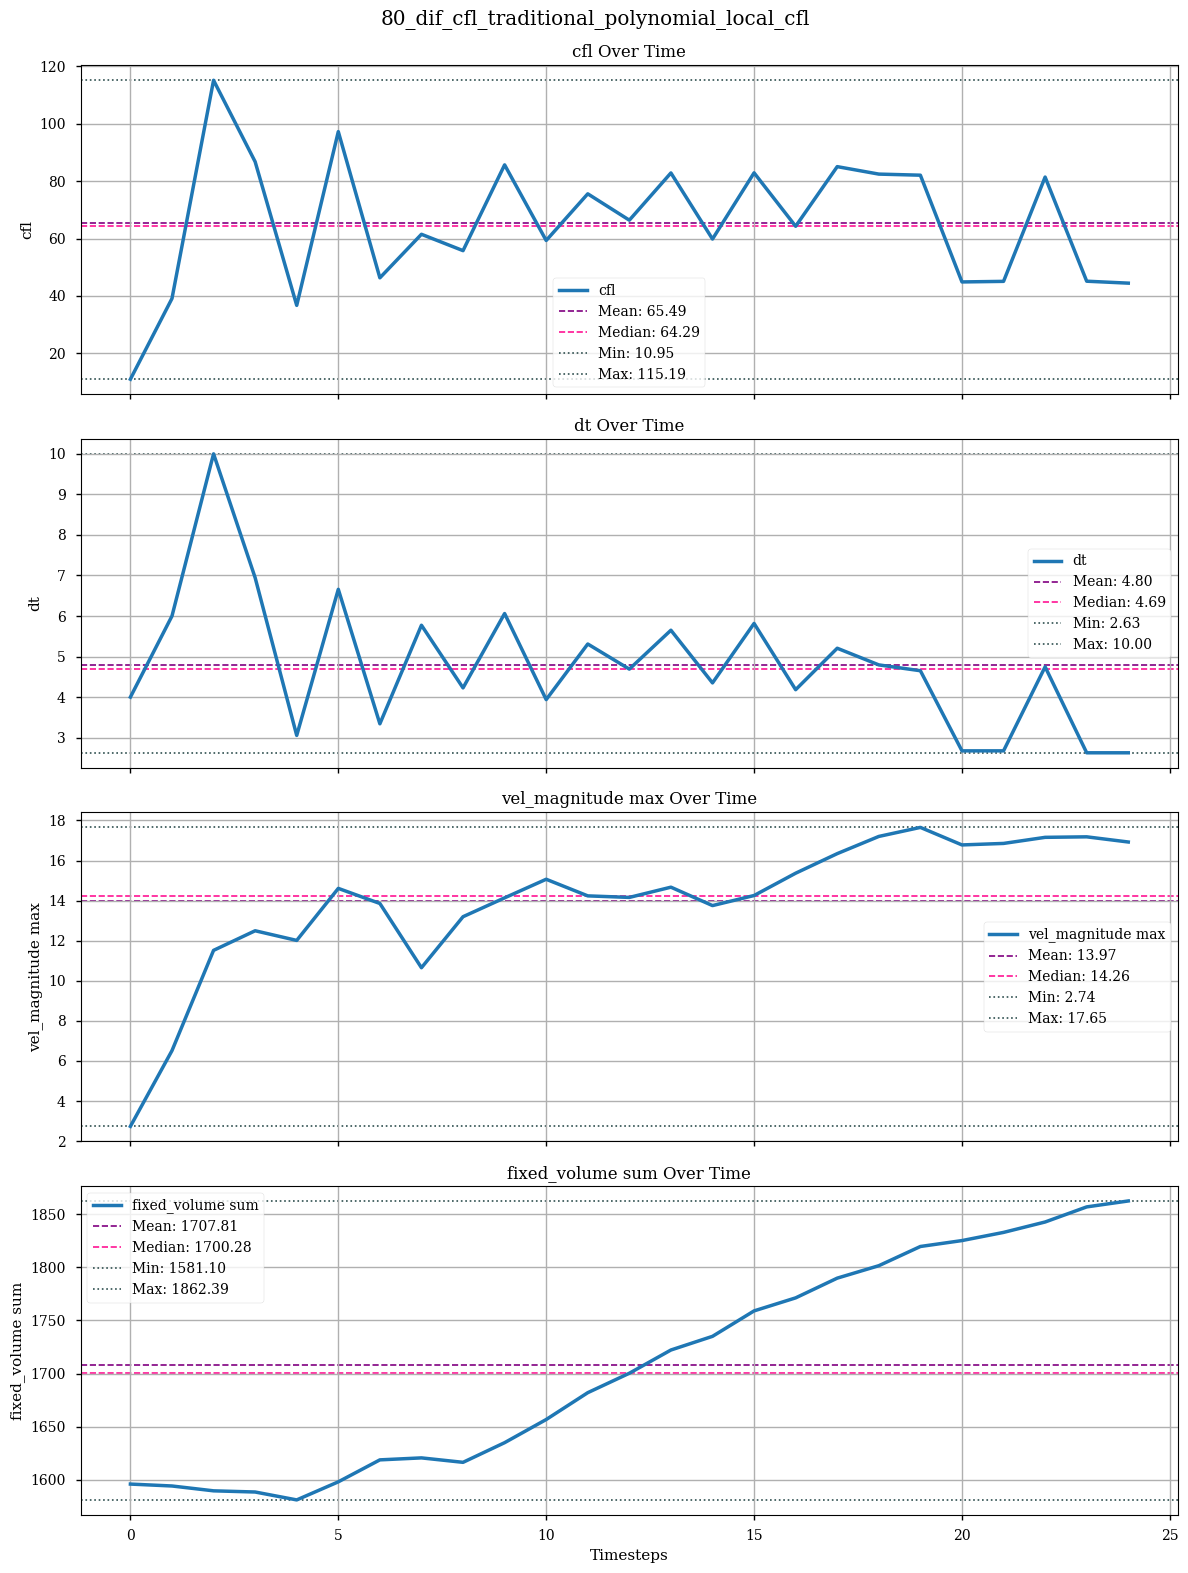 80_dif_cfl_traditional_polynomial_local_cfl
cfl Over Time
120
100
80
60
40
20
cfl
cfl
Mean: 65.49
Median: 64.29
Min: 10.95
Max: 115.19
dt Over Time
10
9
8
7
6
5
4
3
dt
dt
Mean: 4.80
Median: 4.69
Min: 2.63
Max: 10.00
vel_magnitude max Over Time
18
16
14
12
10
8
6
4
2
vel_magnitude max
vel_magnitude max
Mean: 13.97
Median: 14.26
Min: 2.74
Max: 17.65
fixed_volume sum Over Time
1850
1800
1750
1700
1650
1600
fixed_volume sum
fixed_volume sum
Mean: 1707.81
Median: 1700.28
Min: 1581.10
Max: 1862.39
0 5 10 15 20 25
Timesteps